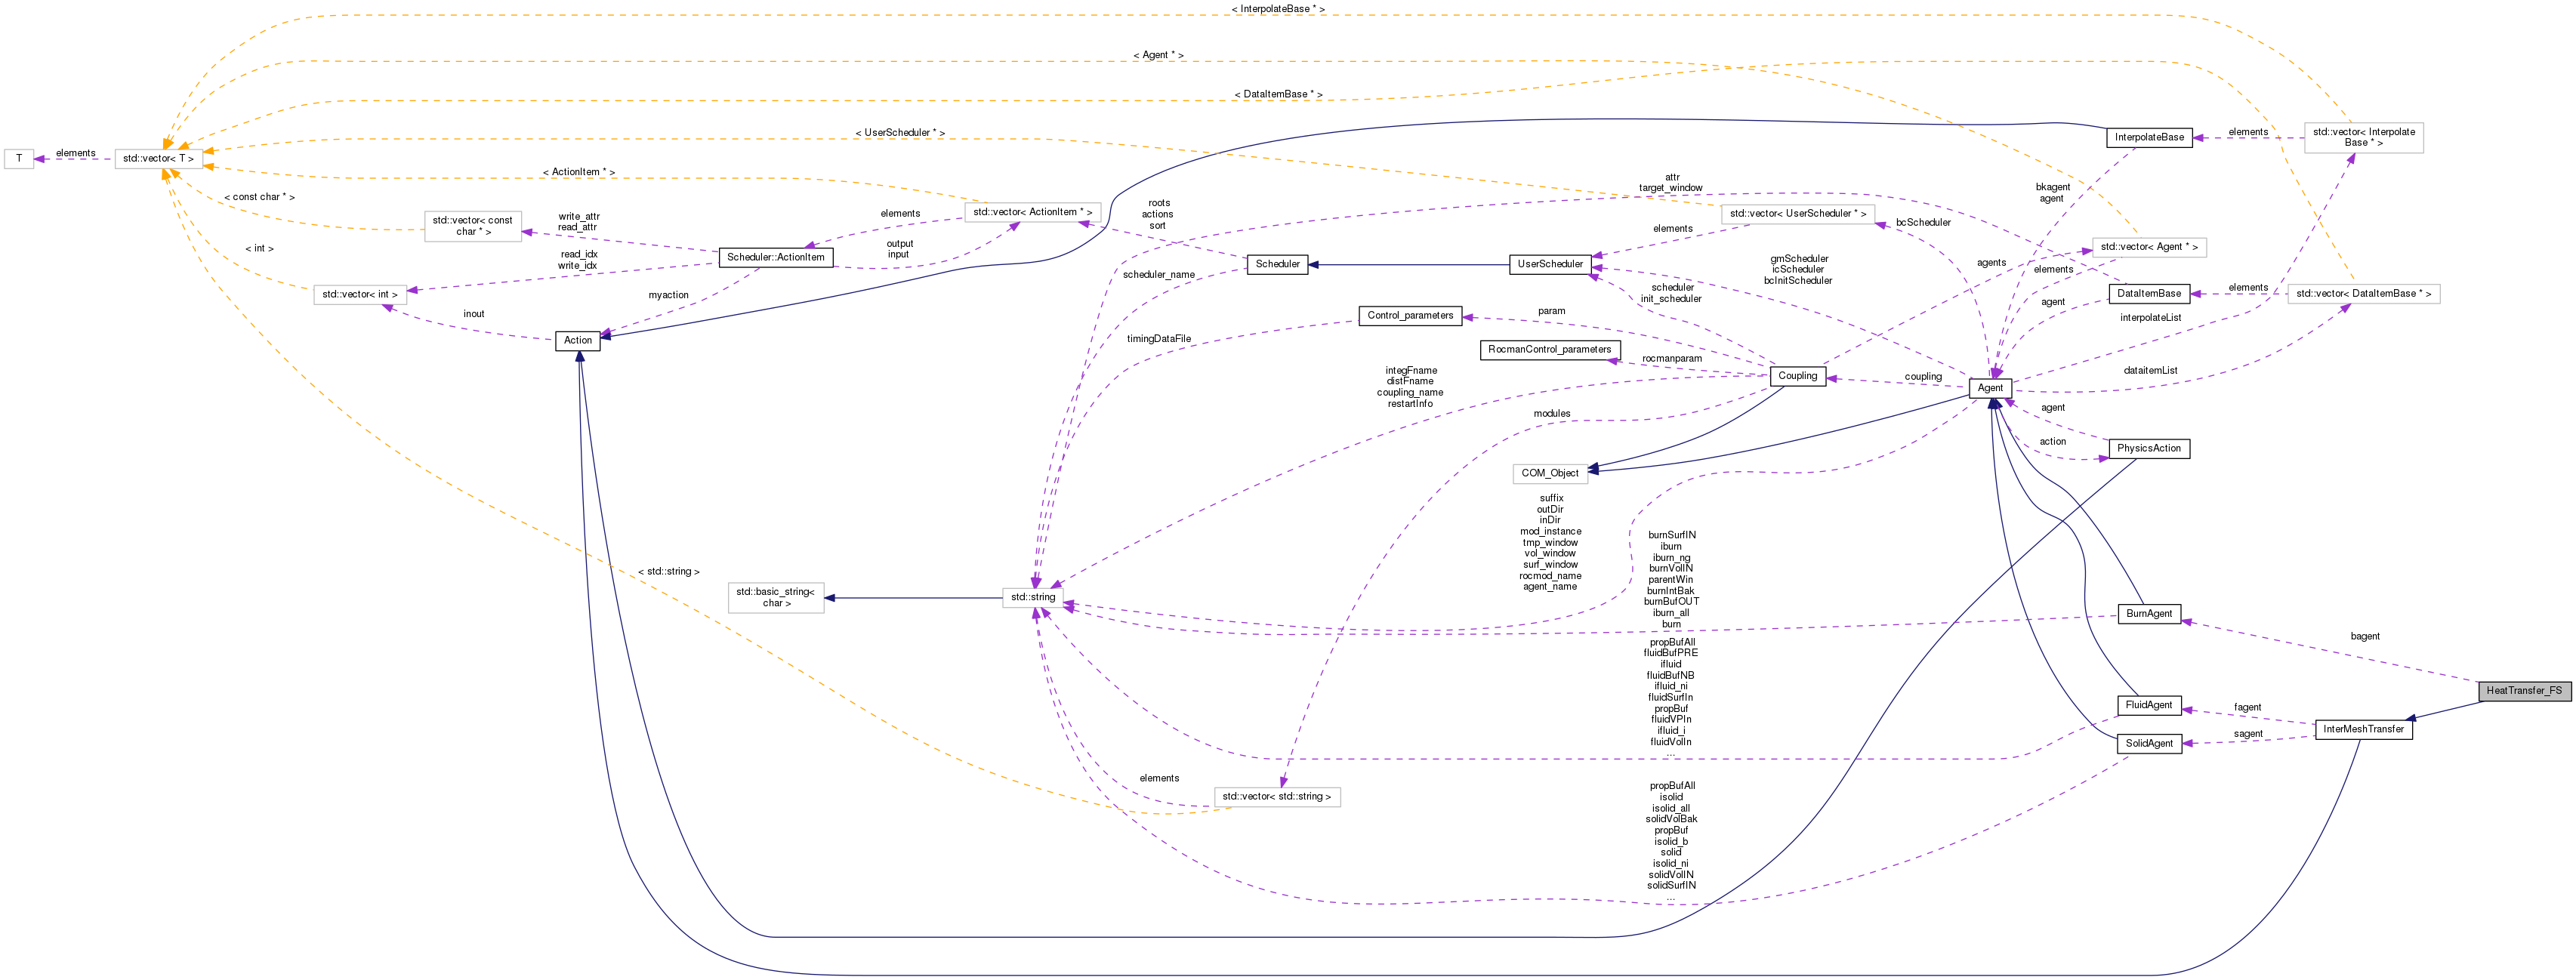 < InterpolateBase * >
< Agent * >
< DataItemBase * >
< UserScheduler * >
InterpolateBase
elements
std::vector< Interpolate
Base * >
T
elements
std::vector< T >
< ActionItem * >
attr
target_window
bkagent
agent
< const char * >
std::vector< const
char * >
write_attr
read_attr
elements
std::vector< ActionItem * >
roots
actions
sort
std::vector< UserScheduler * >
bcScheduler
elements
output
input
std::vector< Agent * >
< int >
read_idx
write_idx
Scheduler::ActionItem
scheduler_name
Scheduler
UserScheduler
gmScheduler
icScheduler
bcInitScheduler
agents
elements
std::vector< int >
myaction
scheduler
init_scheduler
agent
DataItemBase
elements
std::vector< DataItemBase * >
inout
Control_parameters
param
interpolateList
Action
timingDataFile
RocmanControl_parameters
rocmanparam
integFname
distFname
coupling_name
restartInfo
Coupling
coupling
Agent
dataitemList
modules
agent
action
PhysicsAction
COM_Object
suffix
outDir
inDir
mod_instance
tmp_window
vol_window
surf_window
rocmod_name
agent_name
burnSurfIN
iburn
iburn_ng
burnVolIN
parentWin
burnIntBak
burnBufOUT
iburn_all
burn
< std::string >
std::basic_string<
char >
std::string
BurnAgent
bagent
propBufAll
fluidBufPRE
ifluid
fluidBufNB
ifluid_ni
fluidSurfIn
propBuf
fluidVPIn
ifluid_i
fluidVolIn
...
HeatTransfer_FS
FluidAgent
fagent
InterMeshTransfer
SolidAgent
sagent
elements
std::vector< std::string >
propBufAll
isolid
isolid_all
solidVolBak
propBuf
isolid_b
solid
isolid_ni
solidVolIN
solidSurfIN
...